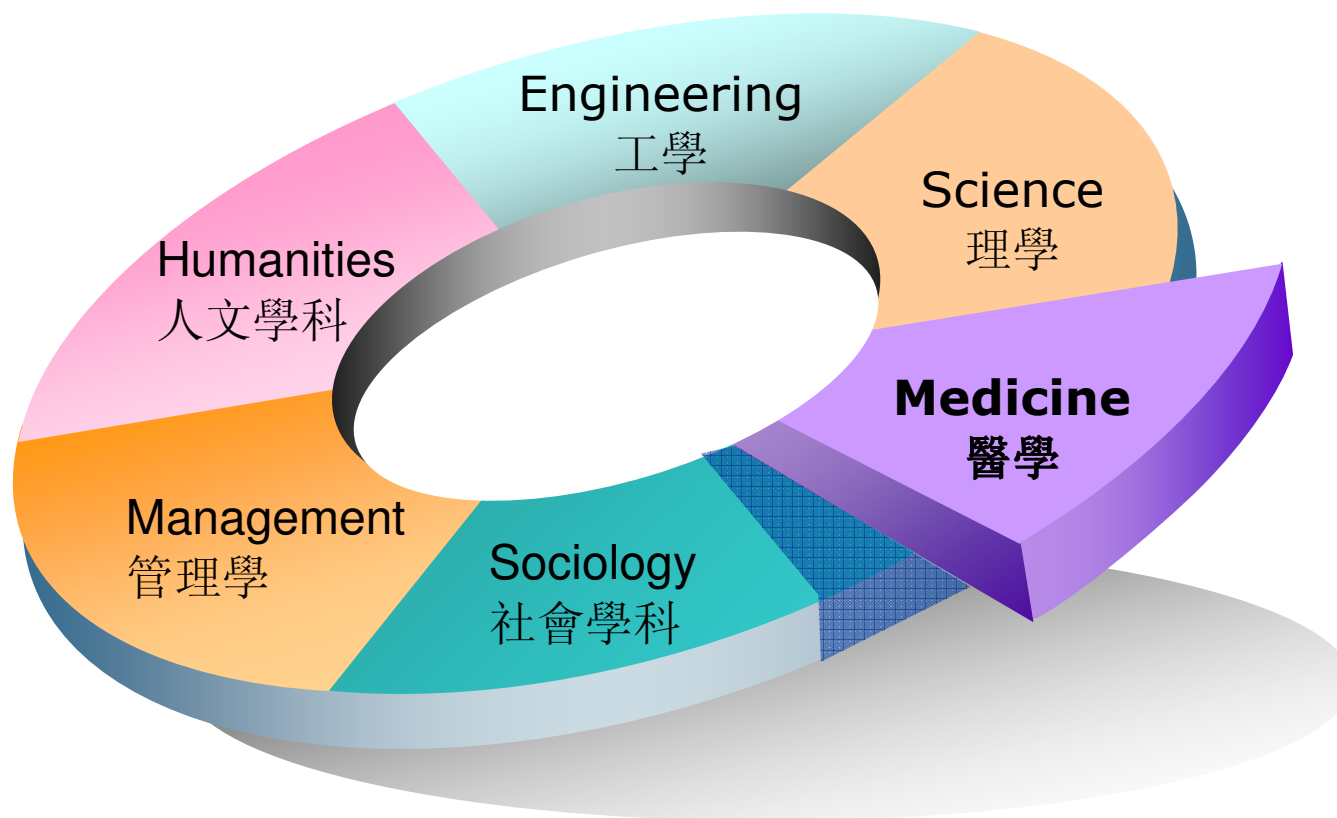 Engineering
工學
Science
理學
Humanities
人文學科
Medicine
醫學
Management
管理學
Sociology
社會學科